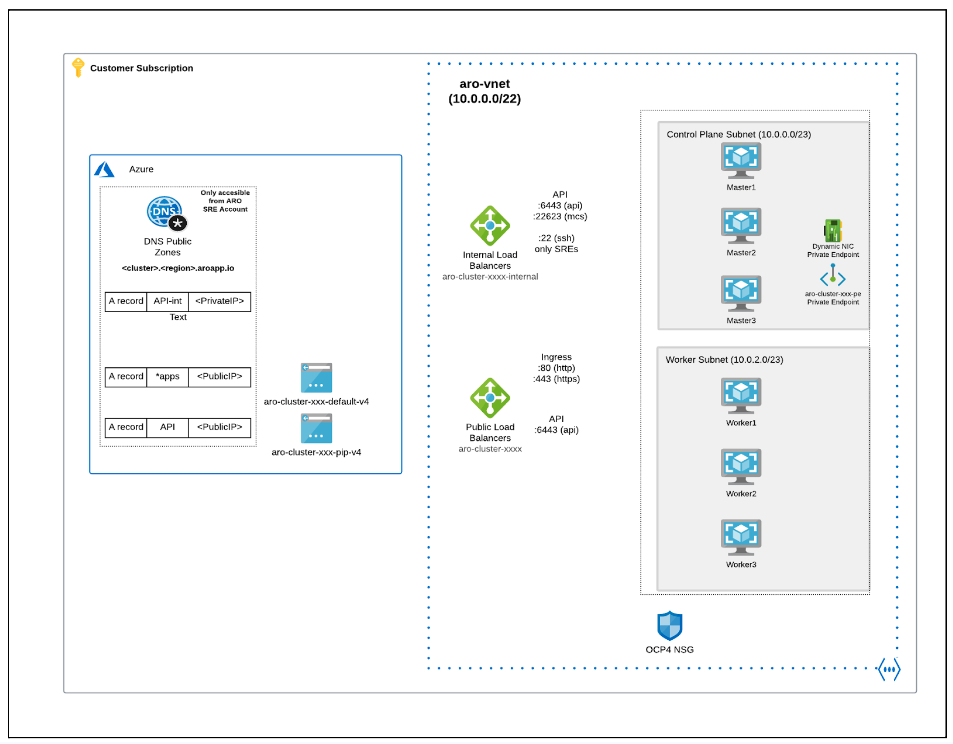 Customer Subscription
Azure
Only accesible
from ARO
SRE Account
DNS
*
DNS Public
Zones
<cluster>.<region>.aroapp.io
A record API-int <PrivateIP>
Text
A record *apps <PublicIP>
A record API <PublicIP>
aro-cluster-xxx-default-v4
aro-cluster-xxx-pip-v4
aro-vnet
(10.0.0.0/22)
API
:6443 (api)
:22623 (mcs)
:22 (ssh)
only SREs
Internal Load
Balancers
aro-cluster-xxxx-internal
Ingress
:80 (http)
:443 (https)
API
:6443 (api)
Public Load
Balancers
aro-cluster-xxxx
Control Plane Subnet (10.0.0.0/23)
Master1
Master2
Master3
Dynamic NIC
Private Endpoint
aro-cluster-xxx-pe
Private Endpoint
Worker Subnet (10.0.2.0/23)
Worker1
Worker2
Worker3
OCP4 NSG